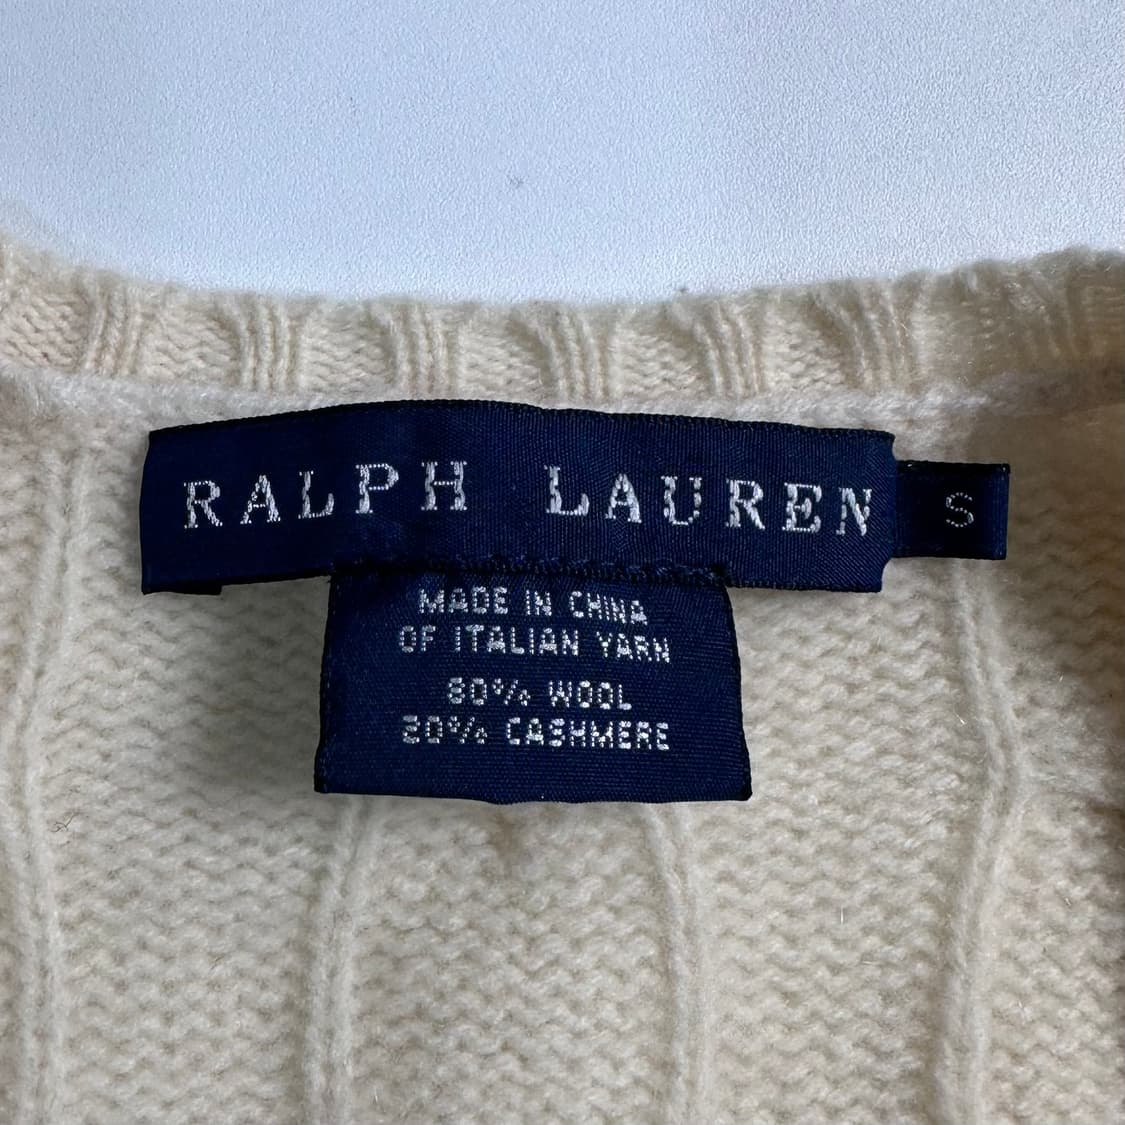 RALPH LAUREN
S
MADE IN CHINA
OF ITALIAN YARN
80% WOOL
20% CASHMERE